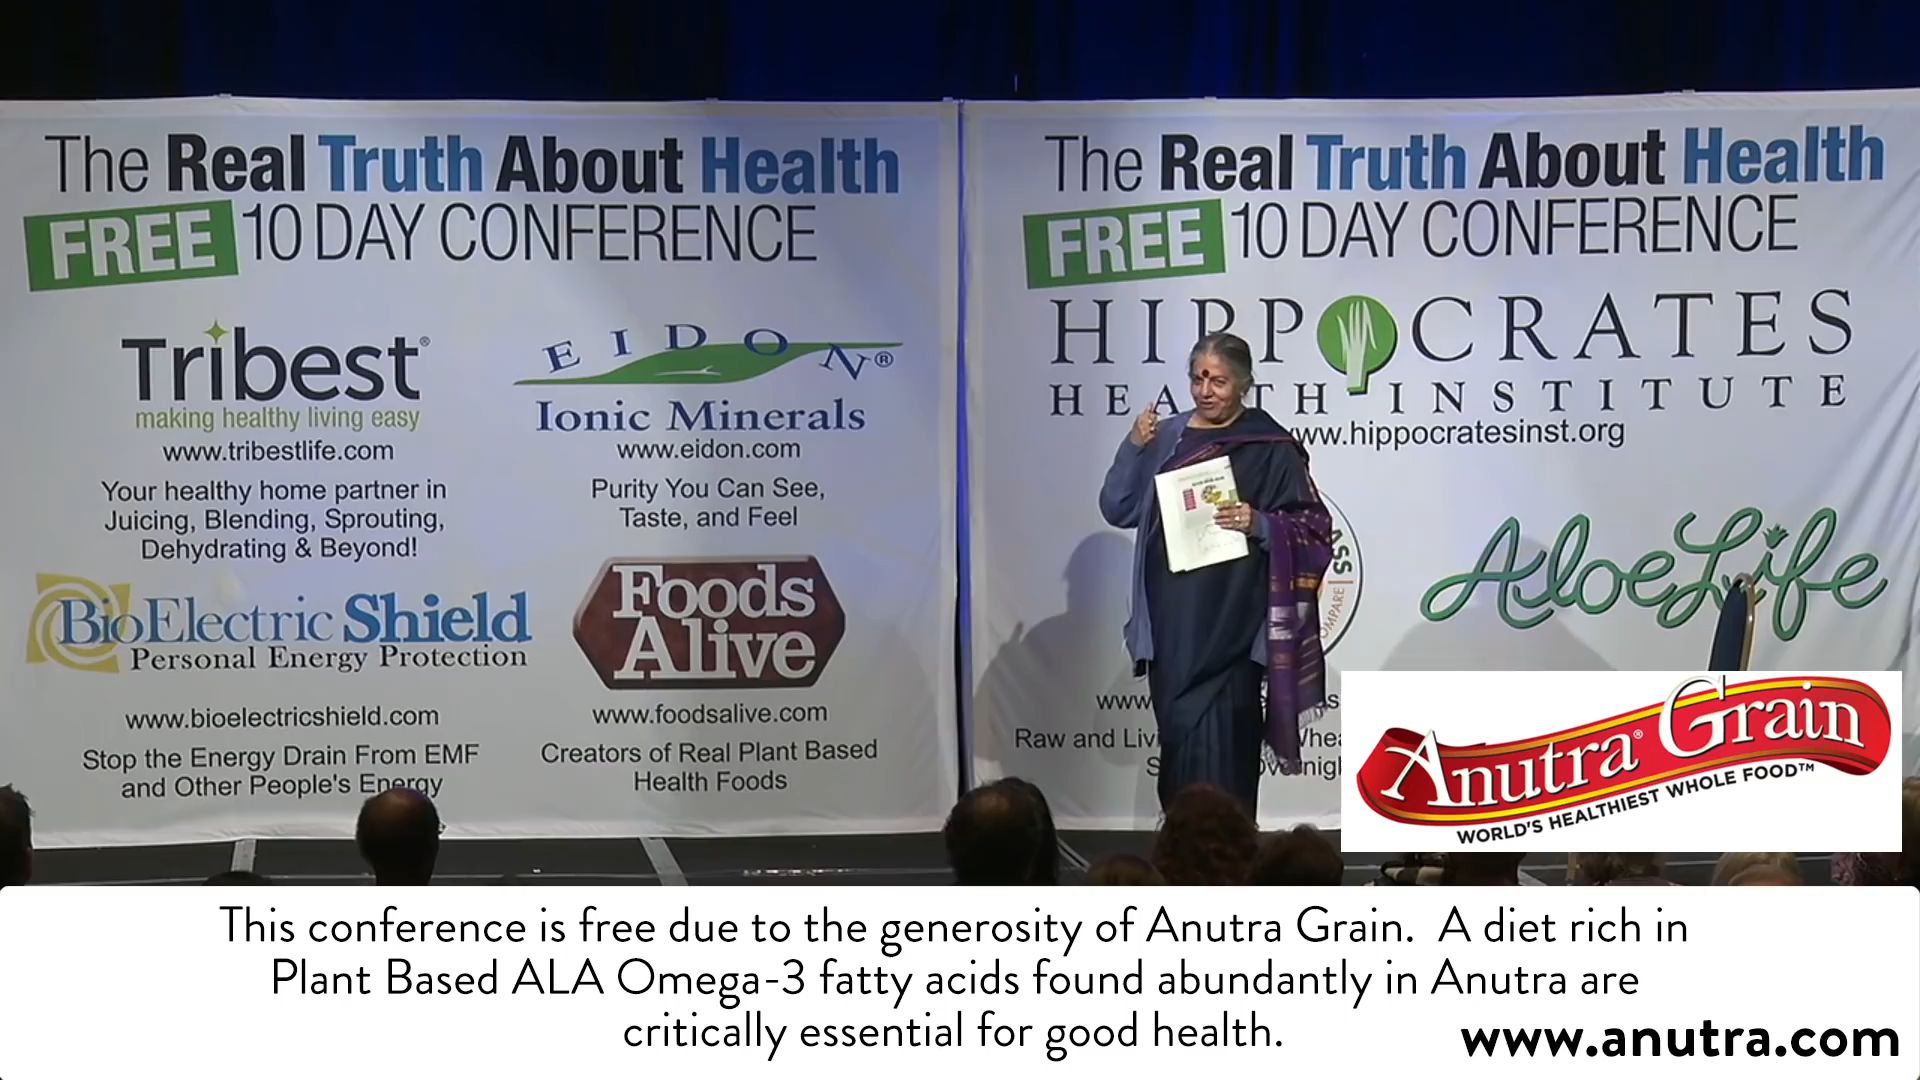 The Real Truth About Health
FREE 10 DAY CONFERENCE
Tribest®
making healthy living easy
www.tribestlife.com
Your healthy home partner in
Juicing, Blending, Sprouting,
Dehydrating & Beyond!
EIDON®
Ionic Minerals
www.eidon.com
Purity You Can See,
Taste, and Feel
BioElectric Shield
Personal Energy Protection
www.bioelectricshield.com
Stop the Energy Drain From EMF
and Other People's Energy
Foods
Alive
www.foodsalive.com
Creators of Real Plant Based
Health Foods
The Real Truth About Health
FREE 10 DAY CONFERENCE
HIPPOCRATES
HEALTH INSTITUTE
www.hippocratesinst.org
AloeLife
COMPARE
www
Raw and
Anutra® Grain
WORLD'S HEALTHIEST WHOLE FOOD™
This conference is free due to the generosity of Anutra Grain. A diet rich in
Plant Based ALA Omega-3 fatty acids found abundantly in Anutra are
critically essential for good health.
www.anutra.com